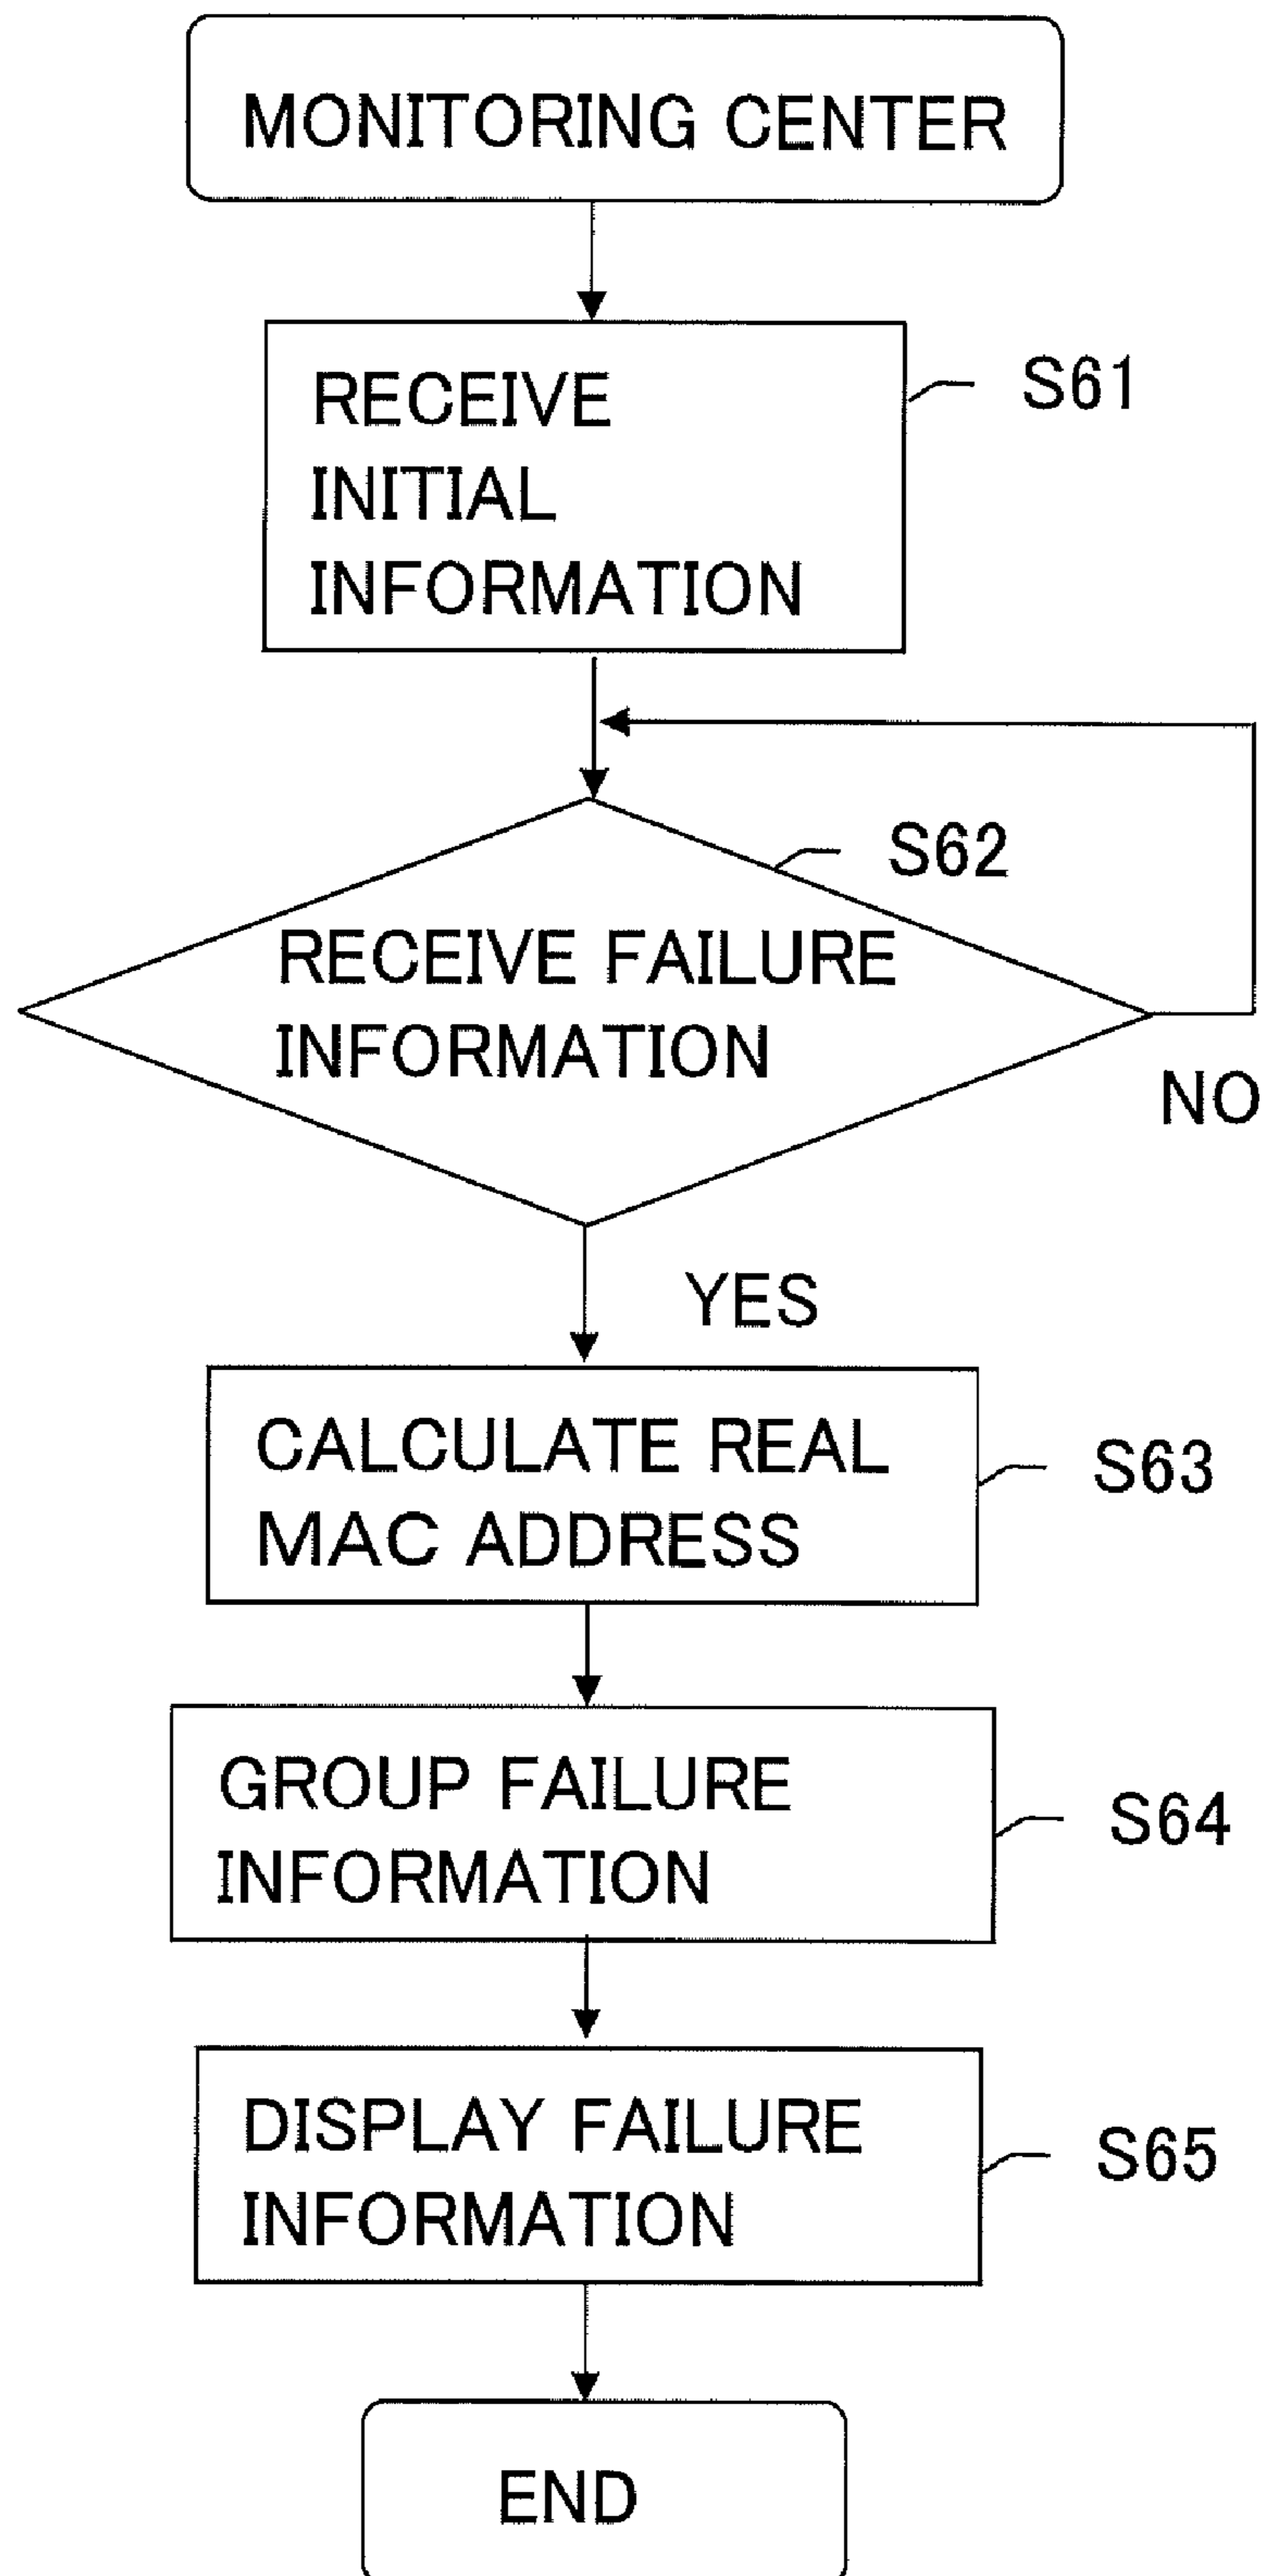 MONITORING CENTER
RECEIVE
INITIAL
INFORMATION
S61
S62
RECEIVE FAILURE
INFORMATION
NO
YES
CALCULATE REAL
MAC ADDRESS
S63
GROUP FAILURE
INFORMATION
S64
DISPLAY FAILURE
INFORMATION
S65
END